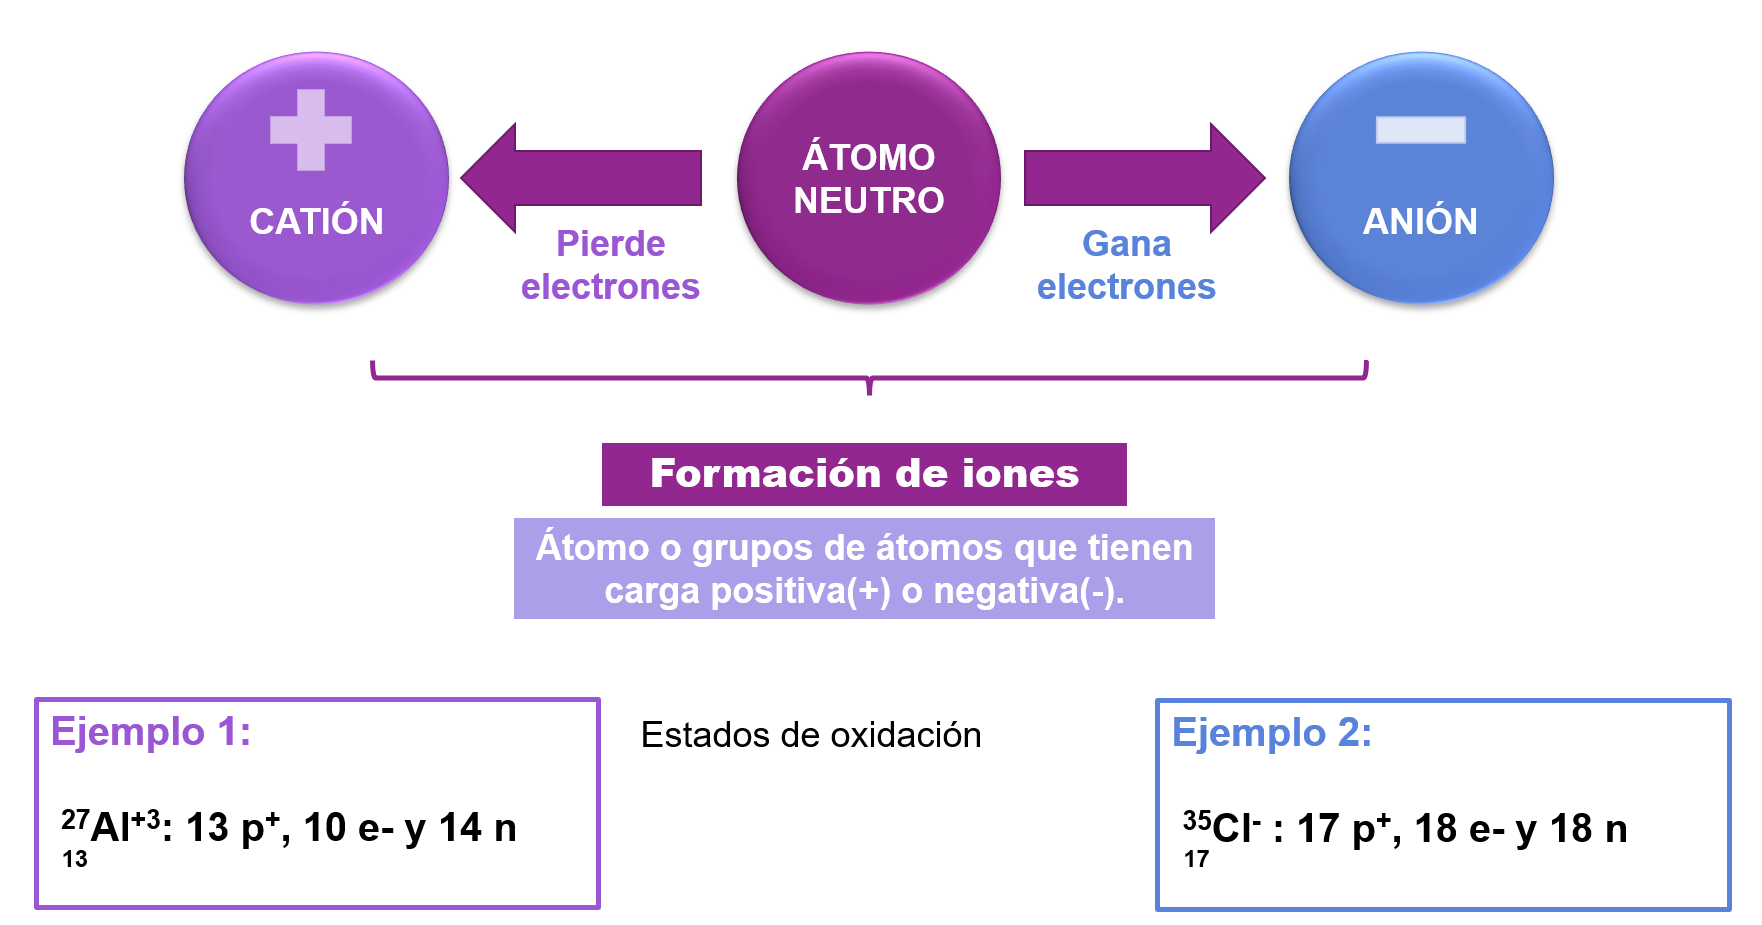 CATIÓN
Pierde
electrones
ÁTOMO
NEUTRO
Gana
electrones
ANIÓN
Formación de iones
Átomo o grupos de átomos que tienen
carga positiva(+) o negativa(-).
Ejemplo 1:
²⁷Al⁺³: 13 p⁺, 10 e- y 14 n
13
Estados de oxidación
Ejemplo 2:
³⁵Cl⁻ : 17 p⁺, 18 e- y 18 n
17